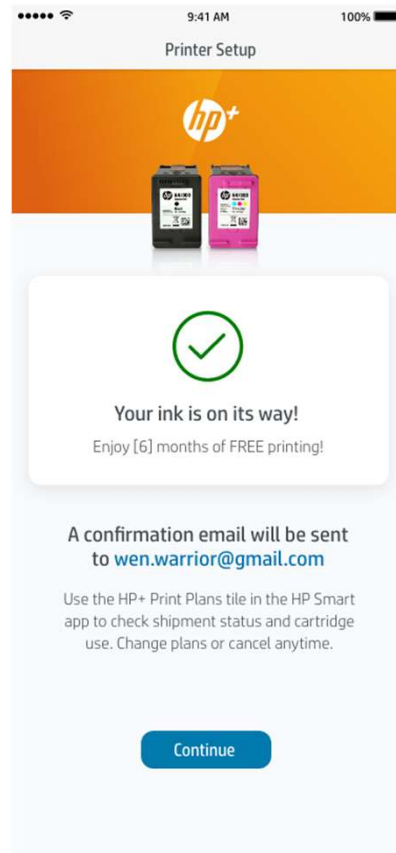 9:41 AM
100%
Printer Setup
hp+
Your ink is on its way!
Enjoy [6] months of FREE printing!
A confirmation email will be sent
to wen.warrior@gmail.com
Use the HP+ Print Plans tile in the HP Smart
app to check shipment status and cartridge
use. Change plans or cancel anytime.
Continue